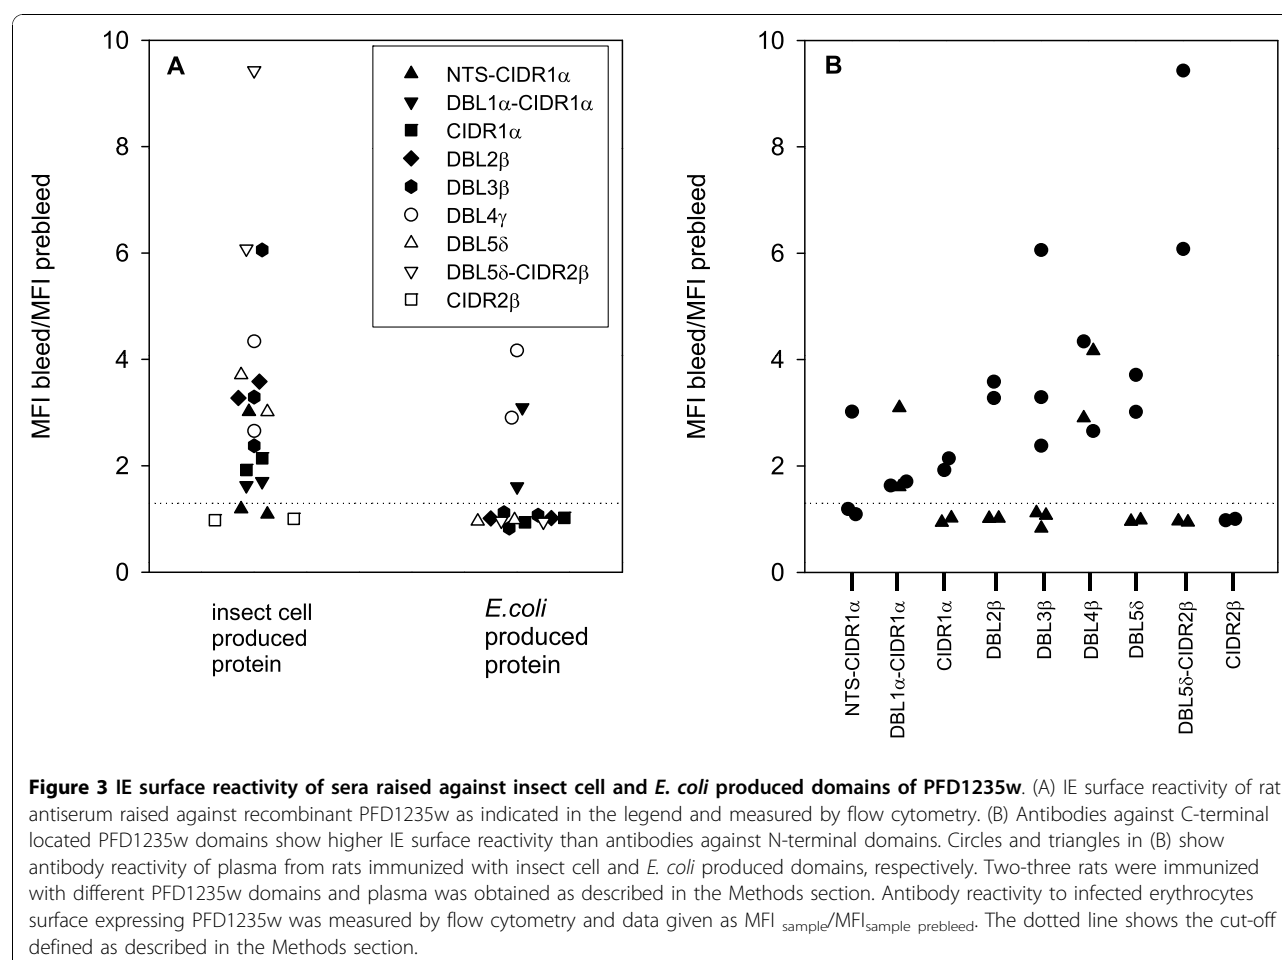 A
10
8
6
4
2
0
MFI bleed/MFI prebleed
NTS-CIDR1α
DBL1α-CIDR1α
CIDR1α
DBL2β
DBL3β
DBL4γ
DBL5δ
DBL5δ-CIDR2β
CIDR2β
insect cell
produced
protein
E.coli
produced
protein
B
10
8
6
4
2
0
MFI bleed/MFI prebleed
NTS-CIDR1α
DBL1α-CIDR1α
CIDR1α
DBL2β
DBL3β
DBL4β
DBL5δ
DBL5δ-CIDR2β
CIDR2β
Figure 3 IE surface reactivity of sera raised against insect cell and E. coli produced domains of PFD1235w. (A) IE surface reactivity of rat
antiserum raised against recombinant PFD1235w as indicated in the legend and measured by flow cytometry. (B) Antibodies against C-terminal
located PFD1235w domains show higher IE surface reactivity than antibodies against N-terminal domains. Circles and triangles in (B) show
antibody reactivity of plasma from rats immunized with insect cell and E. coli produced domains, respectively. Two-three rats were immunized
with different PFD1235w domains and plasma was obtained as described in the Methods section. Antibody reactivity to infected erythrocytes
surface expressing PFD1235w was measured by flow cytometry and data given as MFI sample/MFIsample prebleed. The dotted line shows the cut-off
defined as described in the Methods section.